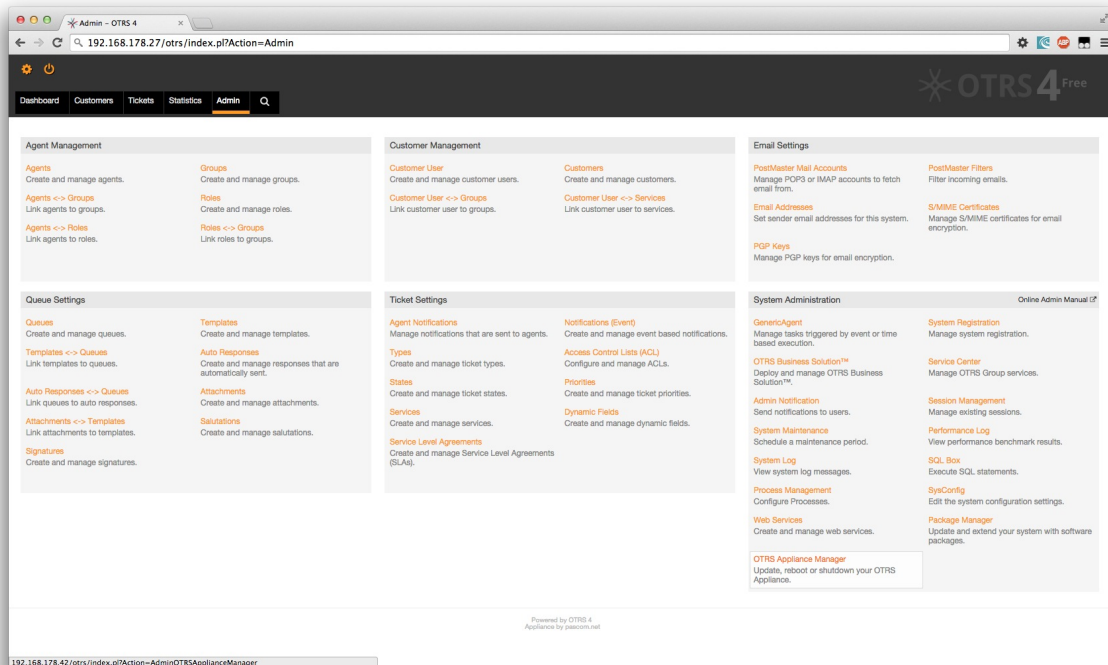 Admin – OTRS 4
192.168.178.27/otrs/index.pl?Action=Admin
ABP
OTRS 4 Free
Dashboard Customers Tickets Statistics Admin
Agent Management
Agents
Create and manage agents.
Groups
Create and manage groups.
Agents <-> Groups
Link agents to groups.
Roles
Create and manage roles.
Agents <-> Roles
Link agents to roles.
Roles <-> Groups
Link roles to groups.
Customer Management
Customer User
Create and manage customer users.
Customers
Create and manage customers.
Customer User <-> Groups
Link customer user to groups.
Customer User <-> Services
Link customer user to services.
Email Settings
PostMaster Mail Accounts
Manage POP3 or IMAP accounts to fetch
email from.
PostMaster Filters
Filter incoming emails.
Email Addresses
Set sender email addresses for this system.
S/MIME Certificates
Manage S/MIME certificates for email
encryption.
PGP Keys
Manage PGP keys for email encryption.
Queue Settings
Queues
Create and manage queues.
Templates
Create and manage templates.
Templates <-> Queues
Link templates to queues.
Auto Responses
Create and manage responses that are
automatically sent.
Auto Responses <-> Queues
Link queues to auto responses.
Attachments
Create and manage attachments.
Attachments <-> Templates
Link attachments to templates.
Salutations
Create and manage salutations.
Signatures
Create and manage signatures.
Ticket Settings
Agent Notifications
Manage notifications that are sent to agents.
Notifications (Event)
Create and manage event based notifications.
Types
Create and manage ticket types.
Access Control Lists (ACL)
Configure and manage ACLs.
States
Create and manage ticket states.
Priorities
Create and manage ticket priorities.
Services
Create and manage services.
Dynamic Fields
Create and manage dynamic fields.
Service Level Agreements
Create and manage Service Level Agreements
(SLAs).
System Administration
Online Admin Manual
GenericAgent
Manage tasks triggered by event or time
based execution.
System Registration
Manage system registration.
OTRS Business Solution™
Deploy and manage OTRS Business
Solution™.
Service Center
Manage OTRS Group services.
Admin Notification
Send notifications to users.
Session Management
Manage existing sessions.
System Maintenance
Schedule a maintenance period.
Performance Log
View performance benchmark results.
System Log
View system log messages.
SQL Box
Execute SQL statements.
Process Management
Configure Processes.
SysConfig
Edit the system configuration settings.
Web Services
Create and manage web services.
Package Manager
Update and extend your system with software
packages.
OTRS Appliance Manager
Update, reboot or shutdown your OTRS
Appliance.
Powered by OTRS 4
Appliance by pascom.net
192.168.178.42/otrs/index.pl?Action=AdminOTRSApplianceManager